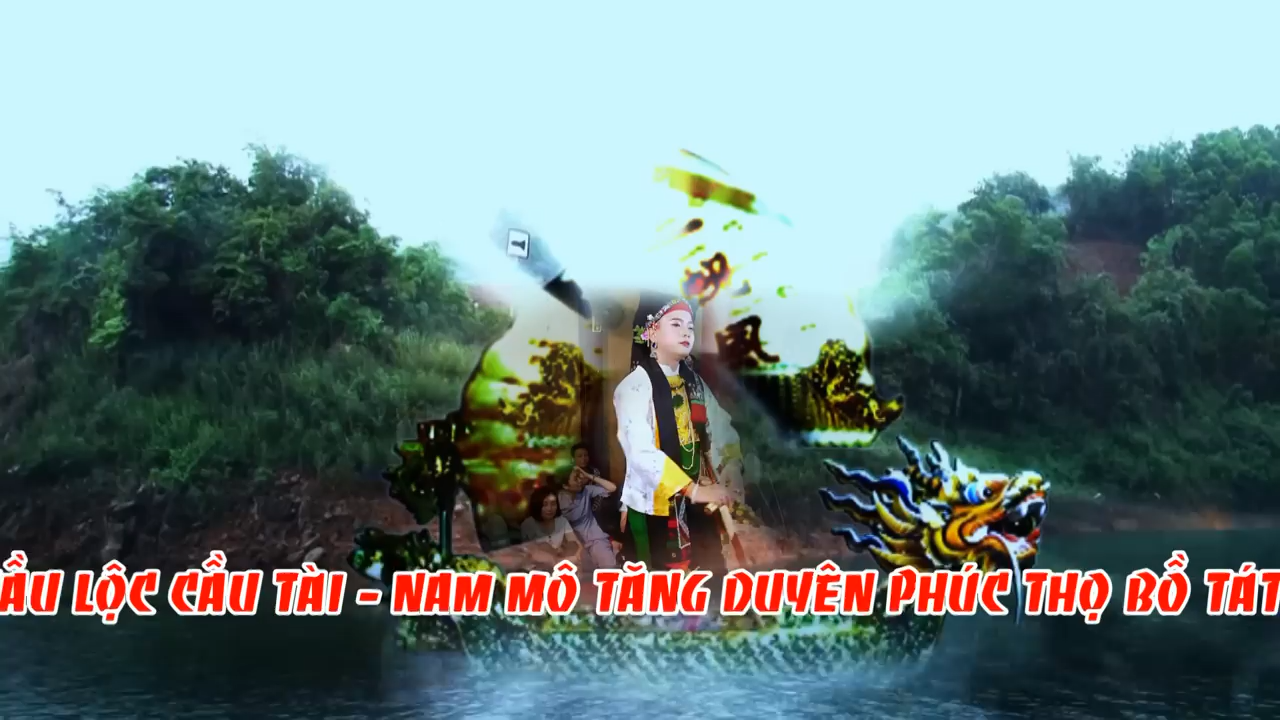 ẦU LỘC CẦU TÀI - NAM MÔ TĂNG DUYÊN PHÚC THỌ BỒ TÁT